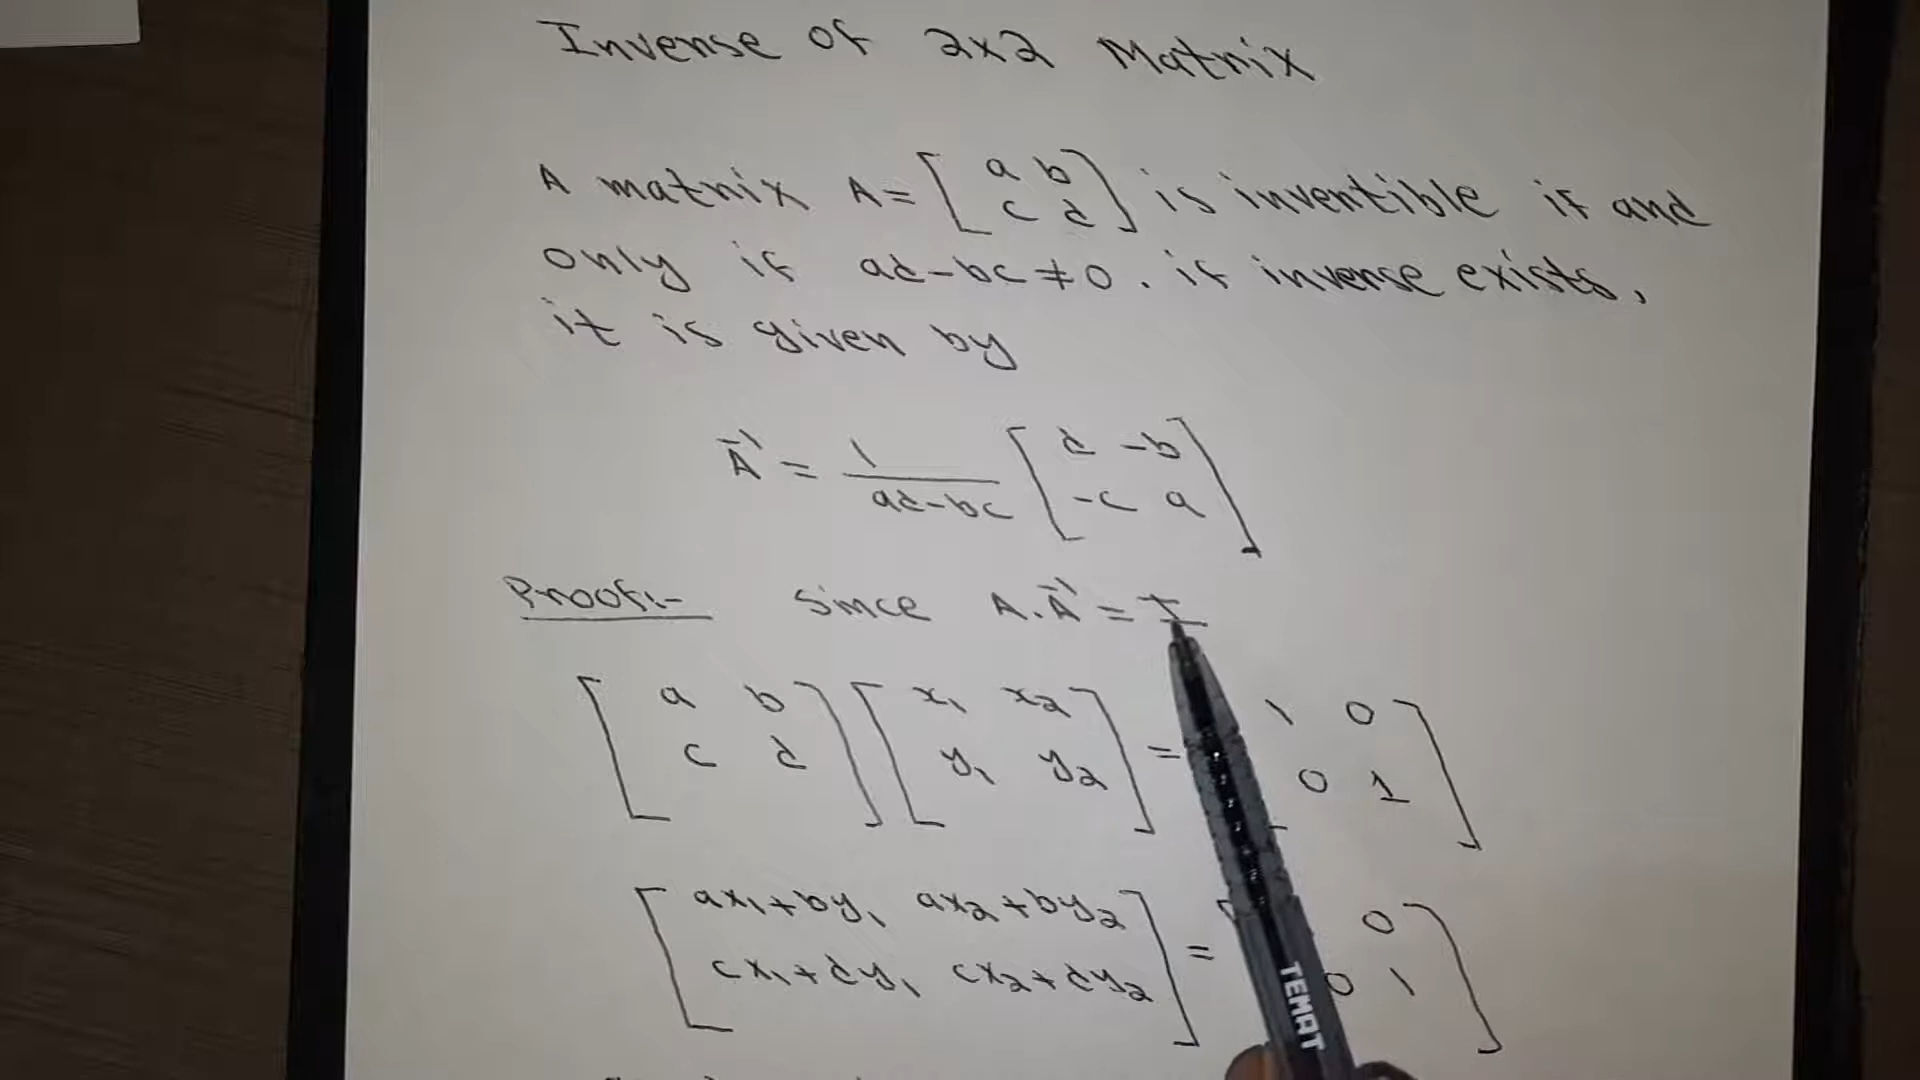 Inverse of 2x2 Matrix
A matrix A = [ a b
c d ] is invertible if and
only if ad-bc≠0. if inverse exists,
it is given by
A⁻¹ = 1/(ad-bc) [ d -b
-c a ]
Proof:- Since A.A⁻¹ = I
[ a b
c d ] [ x₁ x₂
y₁ y₂ ] = 1 0
0 1 ]
[ ax₁+by₁ ax₂+by₂
cx₁+dy₁ cx₂+dy₂ ] = [ 0
0 1 ]
TEMAT